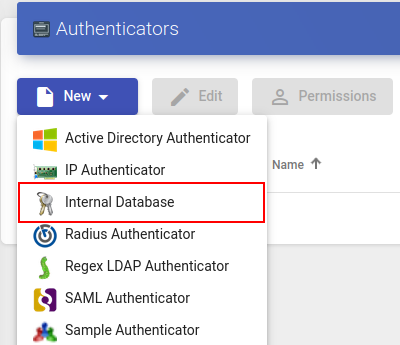 Authenticators
New Edit Permissions
Active Directory Authenticator
Name
IP Authenticator
Internal Database
Radius Authenticator
Regex LDAP Authenticator
SAML Authenticator
Sample Authenticator